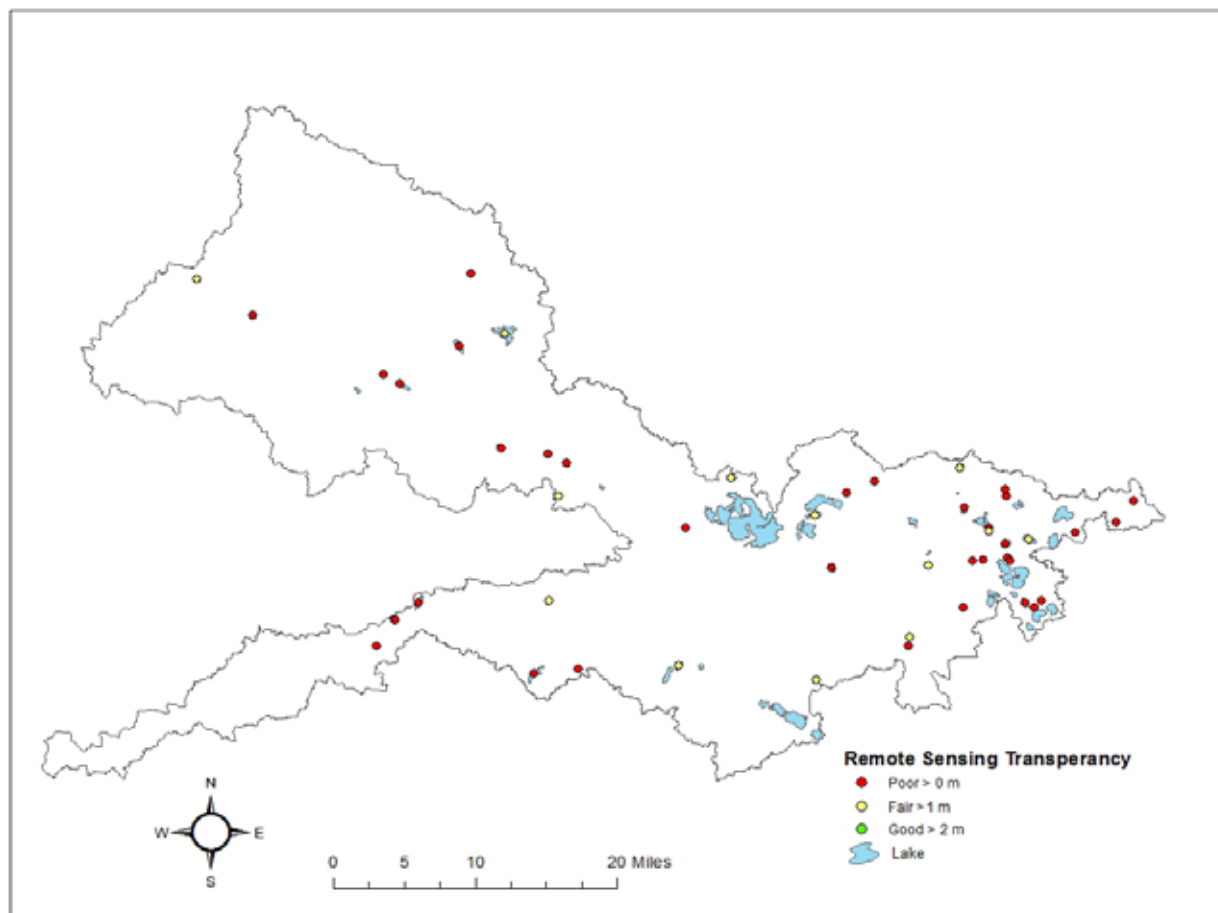 Remote Sensing Transperancy
Poor > 0 m
Fair > 1 m
Good > 2 m
Lake
N
W E
S
0 5 10 20 Miles